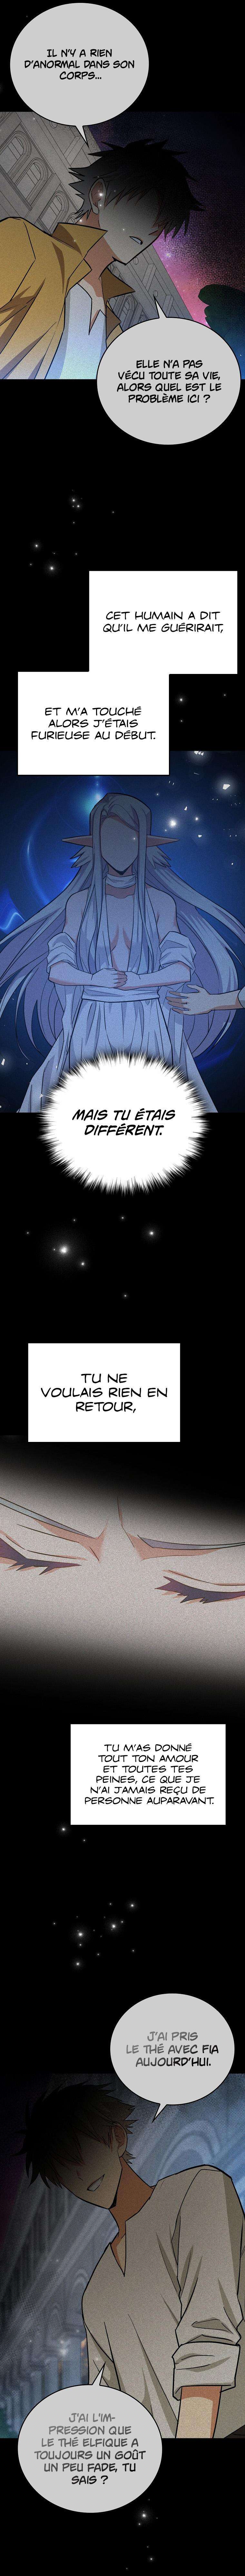 IL N'Y A RIEN
D'ANORMAL DANS SON
CORPS...
ELLE N'A PAS
VÉCU TOUTE SA VIE,
ALORS QUEL EST LE
PROBLÈME ICI ?
CET HUMAIN A DIT
QU'IL ME GUÉRIRAIT,
ET M'A TOUCHÉ
ALORS J'ÉTAIS
FURIEUSE AU DÉBUT.
MAIS TU ÉTAIS
DIFFÉRENT.
TU NE
VOULAIS RIEN EN
RETOUR,
TU M'AS DONNÉ
TOUT TON AMOUR
ET TOUTES TES
PEINES, CE QUE JE
N'AI JAMAIS REÇU DE
PERSONNE AUPARAVANT.
J'AI PRIS
LE THÉ AVEC FIA
AUJOURD'HUI.
J'AI L'IM-
PRESSION QUE
LE THÉ ELFIQUE A
TOUJOURS UN GOÛT
UN PEU FADE, TU
SAIS ?